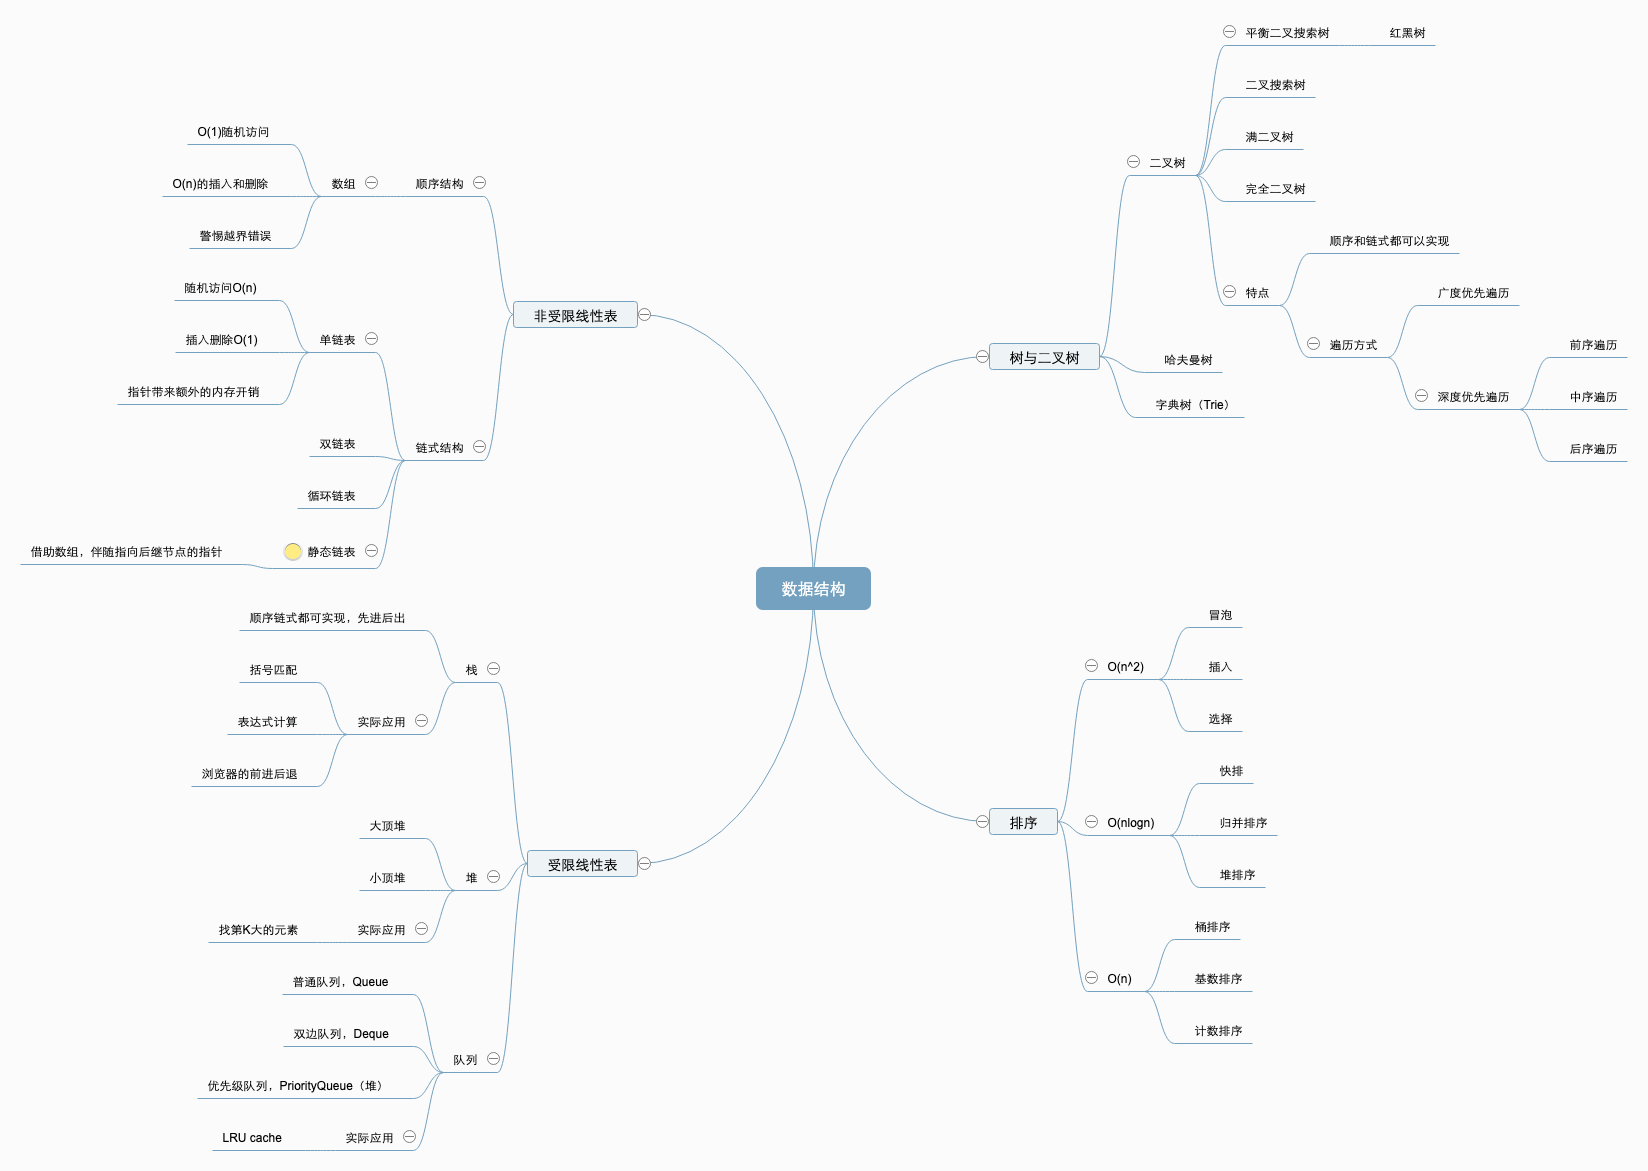 数据结构
非受限线性表
顺序结构
数组
O(1)随机访问
O(n)的插入和删除
警惕越界错误
链式结构
单链表
随机访问O(n)
插入删除O(1)
指针带来额外的内存开销
双链表
循环链表
静态链表
借助数组，伴随指向后继节点的指针
受限线性表
栈
顺序链式都可实现，先进后出
实际应用
括号匹配
表达式计算
浏览器的前进后退
堆
大顶堆
小顶堆
实际应用
找第K大的元素
队列
普通队列，Queue
双边队列，Deque
优先级队列，PriorityQueue（堆）
实际应用
LRU cache
树与二叉树
二叉树
平衡二叉搜索树
红黑树
二叉搜索树
满二叉树
完全二叉树
特点
顺序和链式都可以实现
遍历方式
广度优先遍历
深度优先遍历
前序遍历
中序遍历
后序遍历
哈夫曼树
字典树（Trie）
排序
O(n^2)
冒泡
插入
选择
O(nlogn)
快排
归并排序
堆排序
O(n)
桶排序
基数排序
计数排序